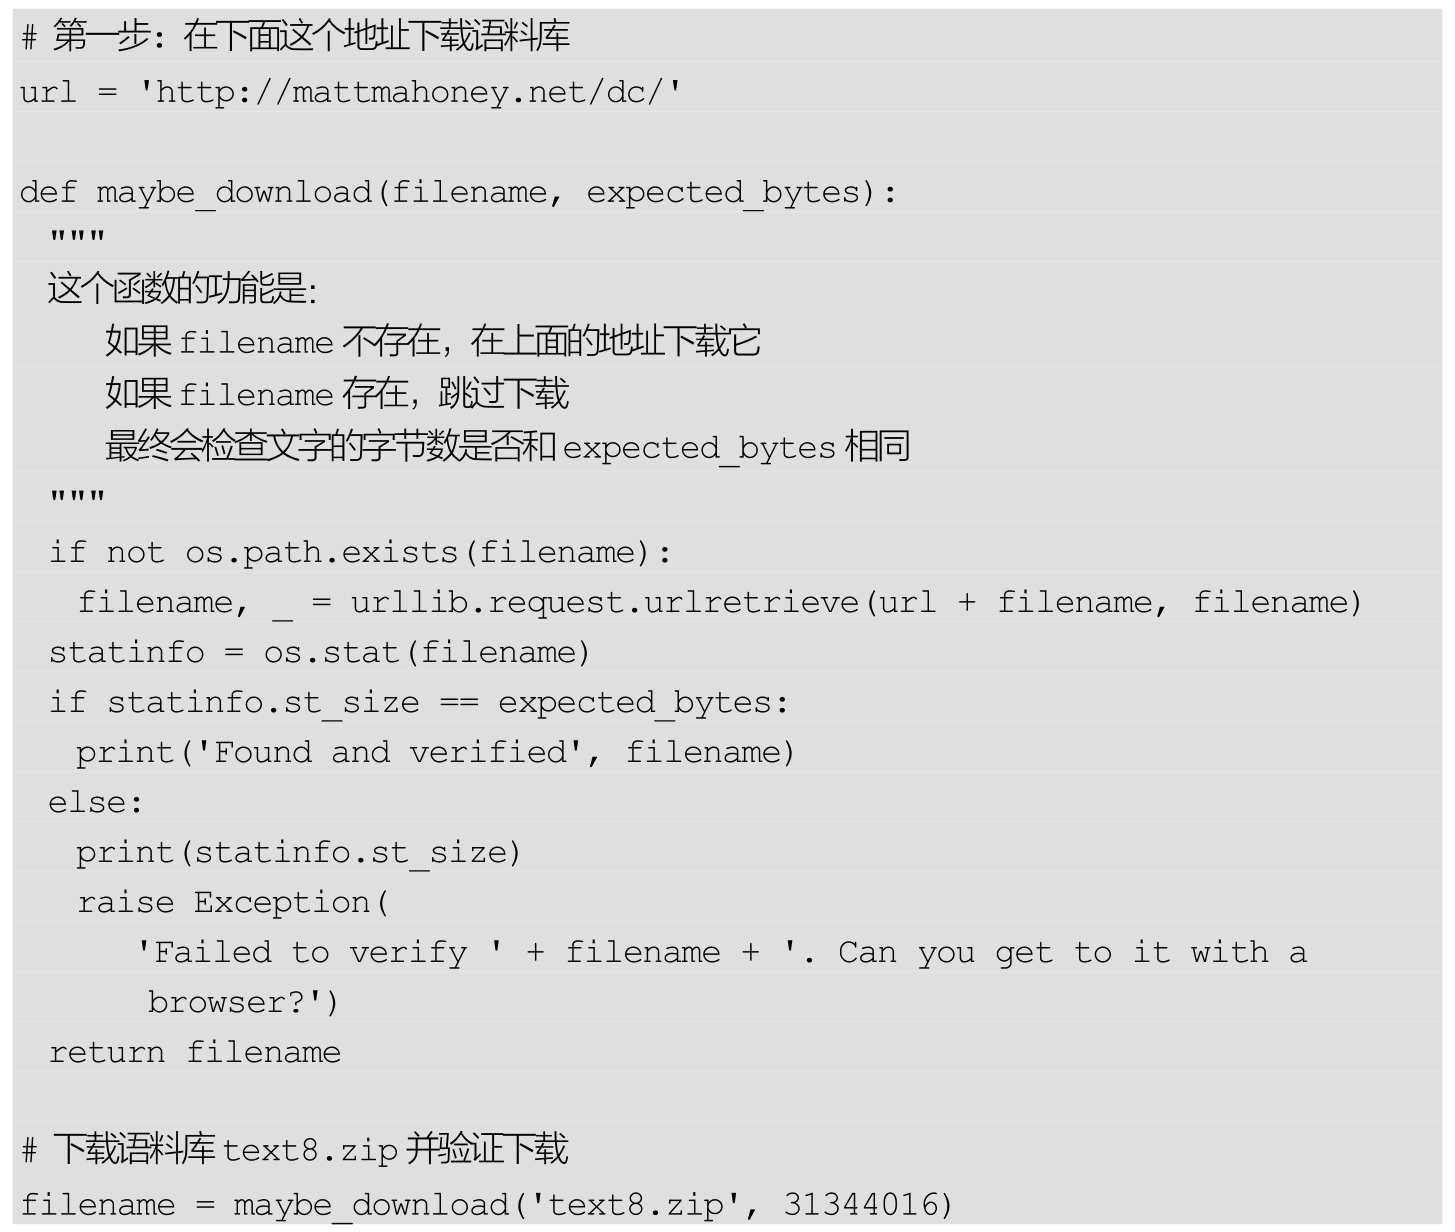 # 第一步：在下面这个地址下载语料库
url = 'http://mattmahoney.net/dc/'
def maybe_download(filename, expected_bytes):
"""
这个函数的功能是：
如果 filename 不存在，在上面的地址下载它
如果 filename 存在，跳过下载
最终会检查文字的字节数是否和 expected_bytes 相同
"""
if not os.path.exists(filename):
filename, _ = urllib.request.urlretrieve(url + filename, filename)
statinfo = os.stat(filename)
if statinfo.st_size == expected_bytes:
print('Found and verified', filename)
else:
print(statinfo.st_size)
raise Exception(
'Failed to verify ' + filename + '. Can you get to it with a
browser?')
return filename
# 下载语料库 text8.zip 并验证下载
filename = maybe_download('text8.zip', 31344016)